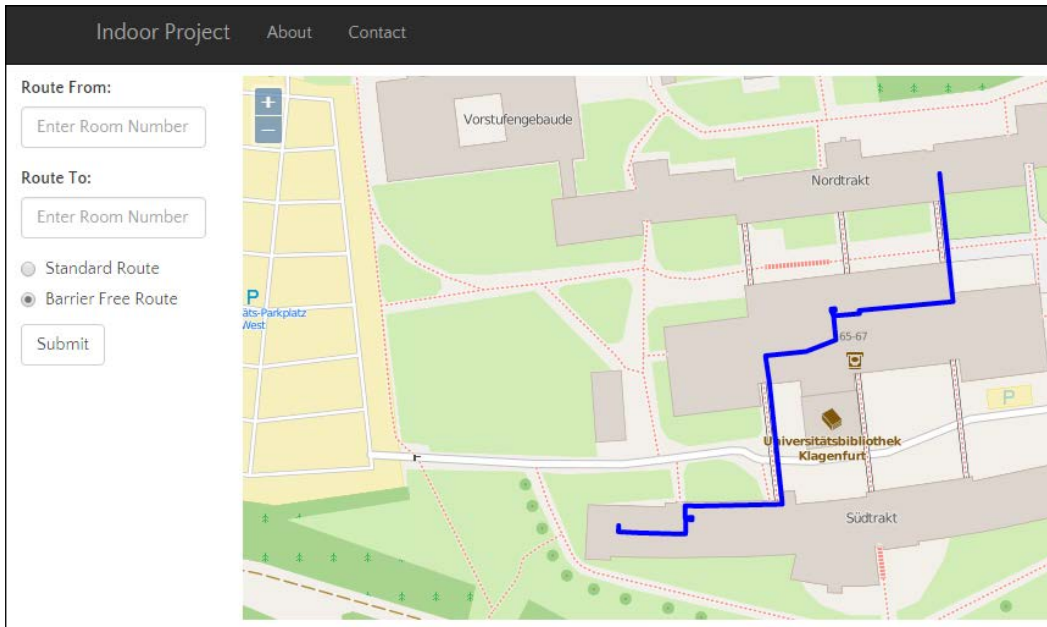 Indoor Project About Contact
Route From:
Enter Room Number
Route To:
Enter Room Number
Standard Route
Barrier Free Route
Submit
+
−
Vorstufengebaude
Nordtrakt
P
äts-Parkplatz
West
65-67
P
Universitätsbibliothek
Klagenfurt
Südtrakt